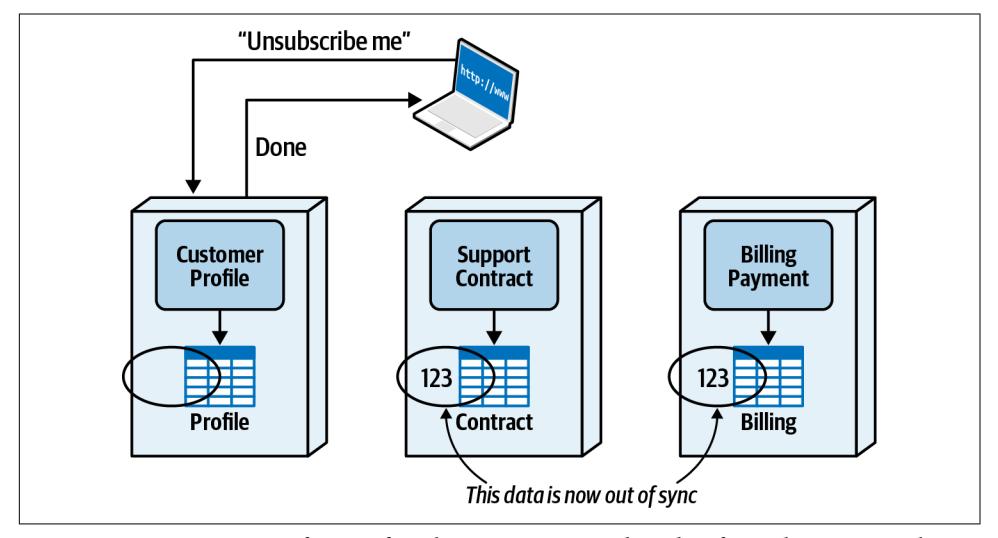 “Unsubscribe me”
http://www
Done
Customer
Profile
Support
Contract
Billing
Payment
123
123
Profile
Contract
Billing
This data is now out of sync